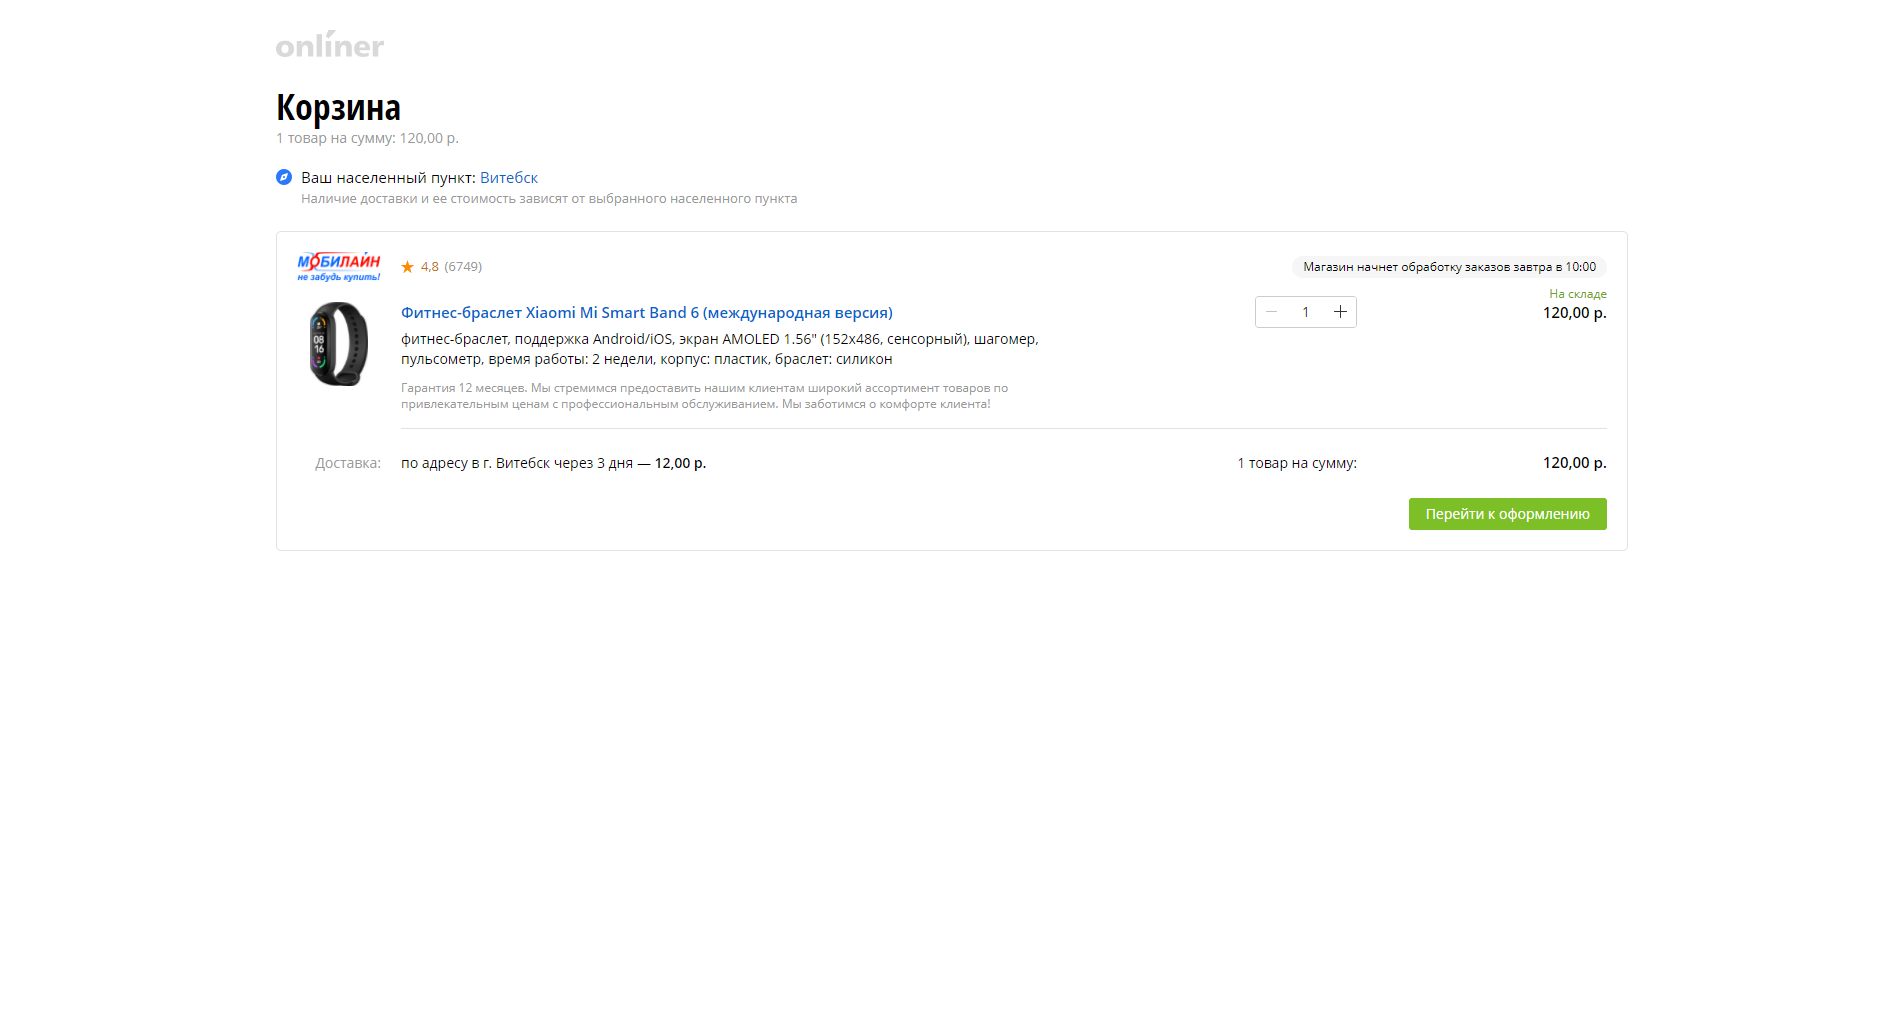 onliner
Корзина
1 товар на сумму: 120,00 р.
Ваш населенный пункт: Витебск
Наличие доставки и ее стоимость зависят от выбранного населенного пункта
МОБИЛАЙН
не забудь купить!
4,8 (6749)
Магазин начнет обработку заказов завтра в 10:00
На складе
Фитнес-браслет Xiaomi Mi Smart Band 6 (международная версия)
— 1 +
120,00 р.
фитнес-браслет, поддержка Android/iOS, экран AMOLED 1.56" (152x486, сенсорный), шагомер,
пульсометр, время работы: 2 недели, корпус: пластик, браслет: силикон
08
16
Гарантия 12 месяцев. Мы стремимся предоставить нашим клиентам широкий ассортимент товаров по
привлекательным ценам с профессиональным обслуживанием. Мы заботимся о комфорте клиента!
Доставка: по адресу в г. Витебск через 3 дня — 12,00 р.
1 товар на сумму: 120,00 р.
Перейти к оформлению